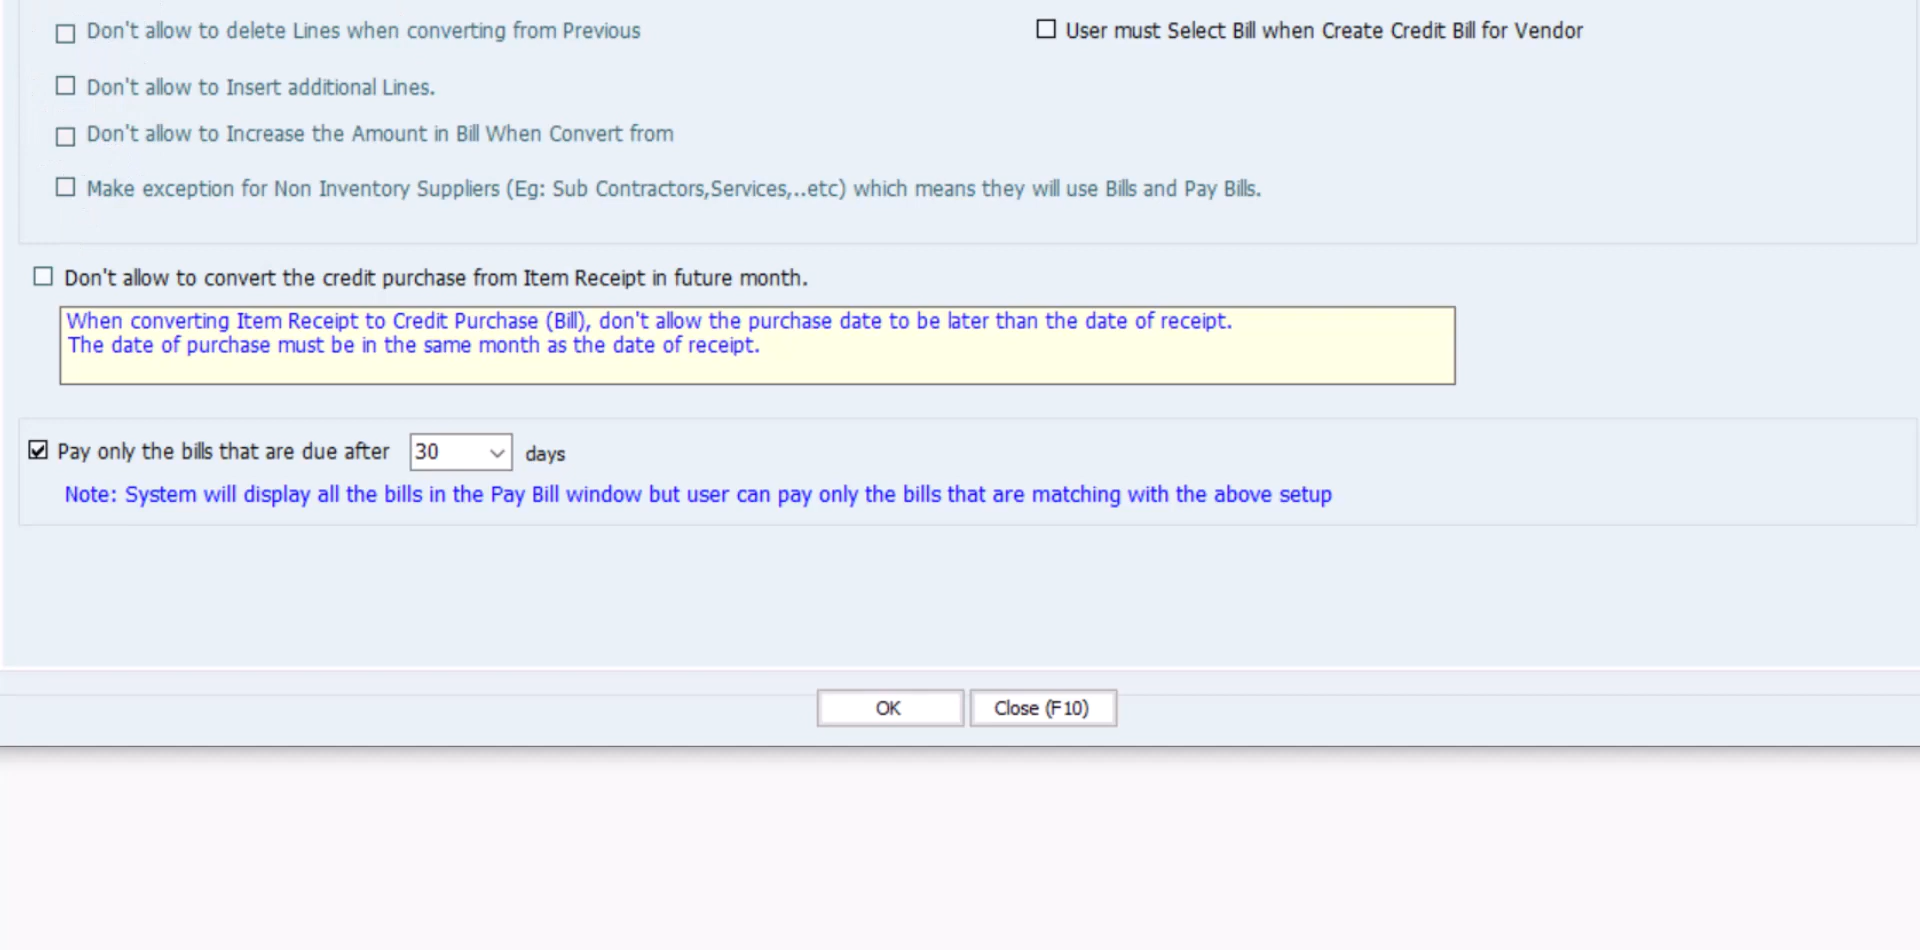 Don't allow to delete Lines when converting from Previous
User must Select Bill when Create Credit Bill for Vendor
Don't allow to Insert additional Lines.
Don't allow to Increase the Amount in Bill When Convert from
Make exception for Non Inventory Suppliers (Eg: Sub Contractors,Services,..etc) which means they will use Bills and Pay Bills.
Don't allow to convert the credit purchase from Item Receipt in future month.
When converting Item Receipt to Credit Purchase (Bill), don't allow the purchase date to be later than the date of receipt.
The date of purchase must be in the same month as the date of receipt.
Pay only the bills that are due after 30 days
Note: System will display all the bills in the Pay Bill window but user can pay only the bills that are matching with the above setup
OK Close (F10)